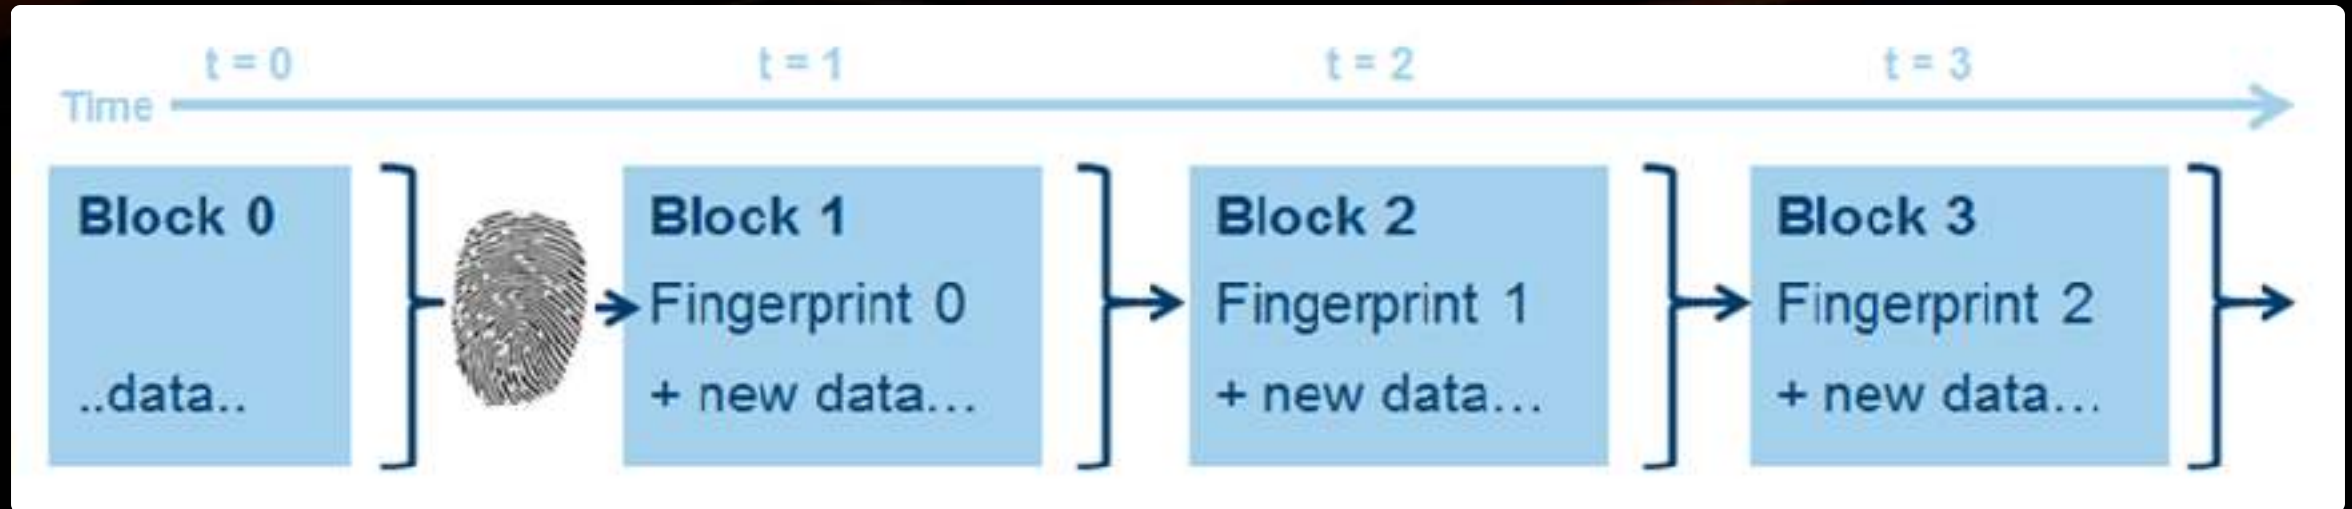 t = 0 t = 1 t = 2 t = 3
Time
Block 0
..data..
Block 1
Fingerprint 0
+ new data...
Block 2
Fingerprint 1
+ new data...
Block 3
Fingerprint 2
+ new data...